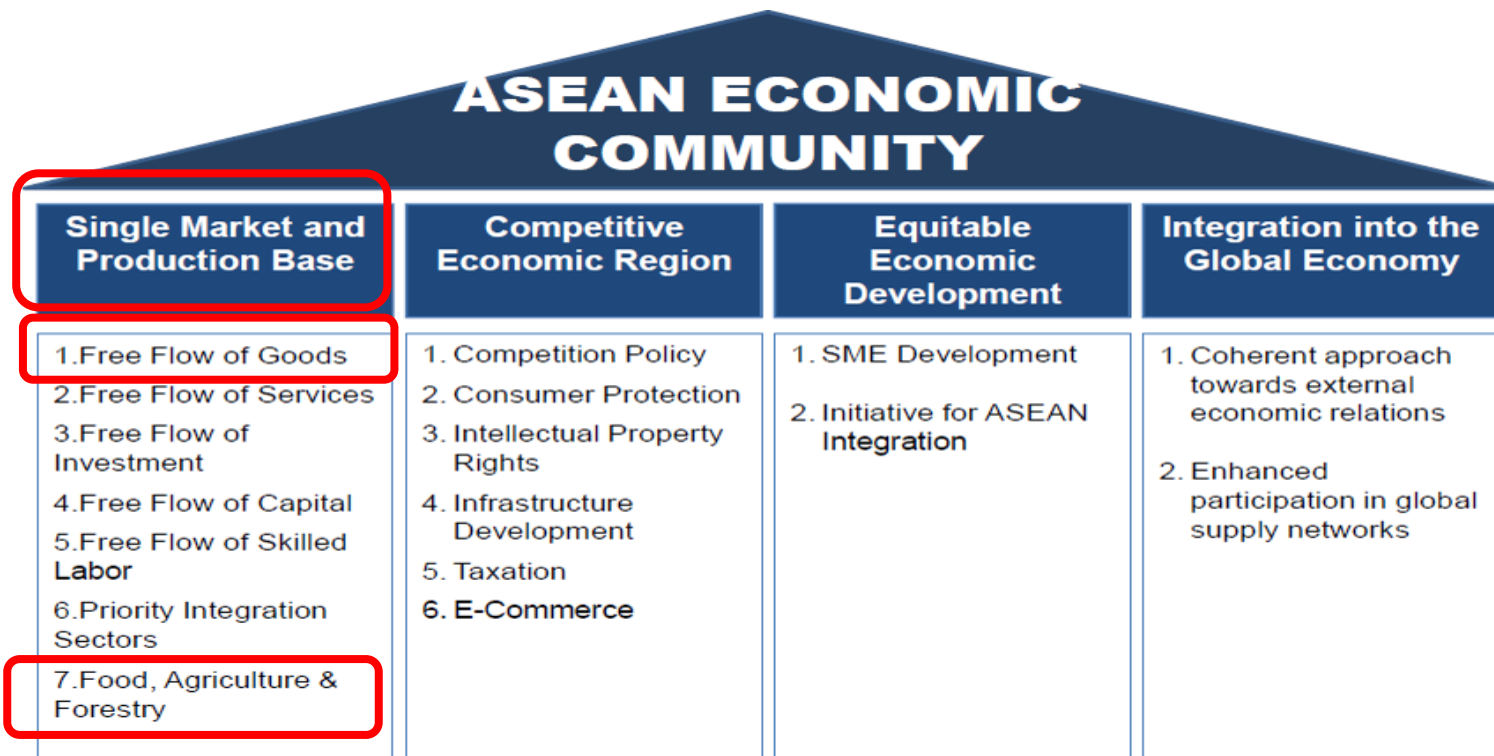 ASEAN ECONOMIC
COMMUNITY
Single Market and
Production Base
1.Free Flow of Goods
2.Free Flow of Services
3.Free Flow of
Investment
4.Free Flow of Capital
5.Free Flow of Skilled
Labor
6.Priority Integration
Sectors
7.Food, Agriculture &
Forestry
Competitive
Economic Region
1. Competition Policy
2. Consumer Protection
3. Intellectual Property
Rights
4. Infrastructure
Development
5. Taxation
6. E-Commerce
Equitable
Economic
Development
1. SME Development
2. Initiative for ASEAN
Integration
Integration into the
Global Economy
1. Coherent approach
towards external
economic relations
2. Enhanced
participation in global
supply networks